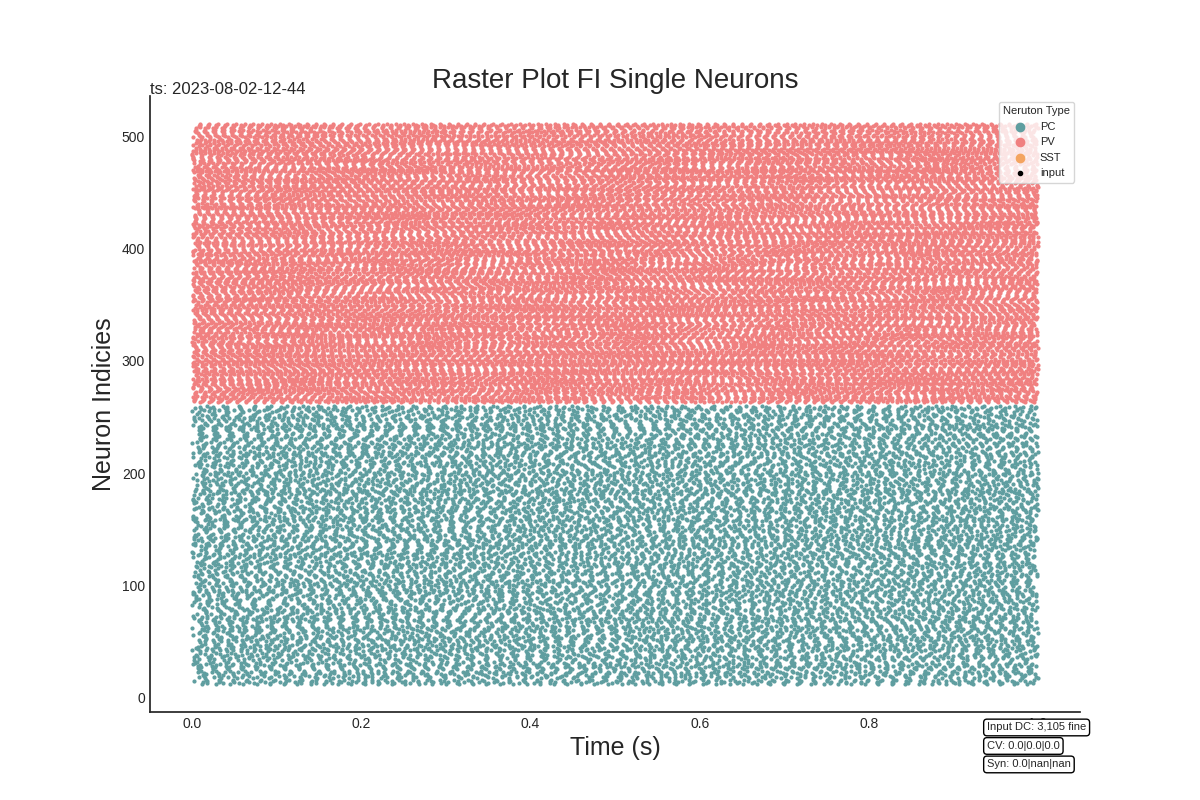 Raster Plot FI Single Neurons
ts: 2023-08-02-12-44
Neruton Type
PC
PV
SST
input
500
400
300
200
100
0
Neuron Indicies
0.0 0.2 0.4 0.6 0.8
Time (s)
Input DC: 3,105 fine
CV: 0.0|0.0|0.0
Syn: 0.0|nan|nan